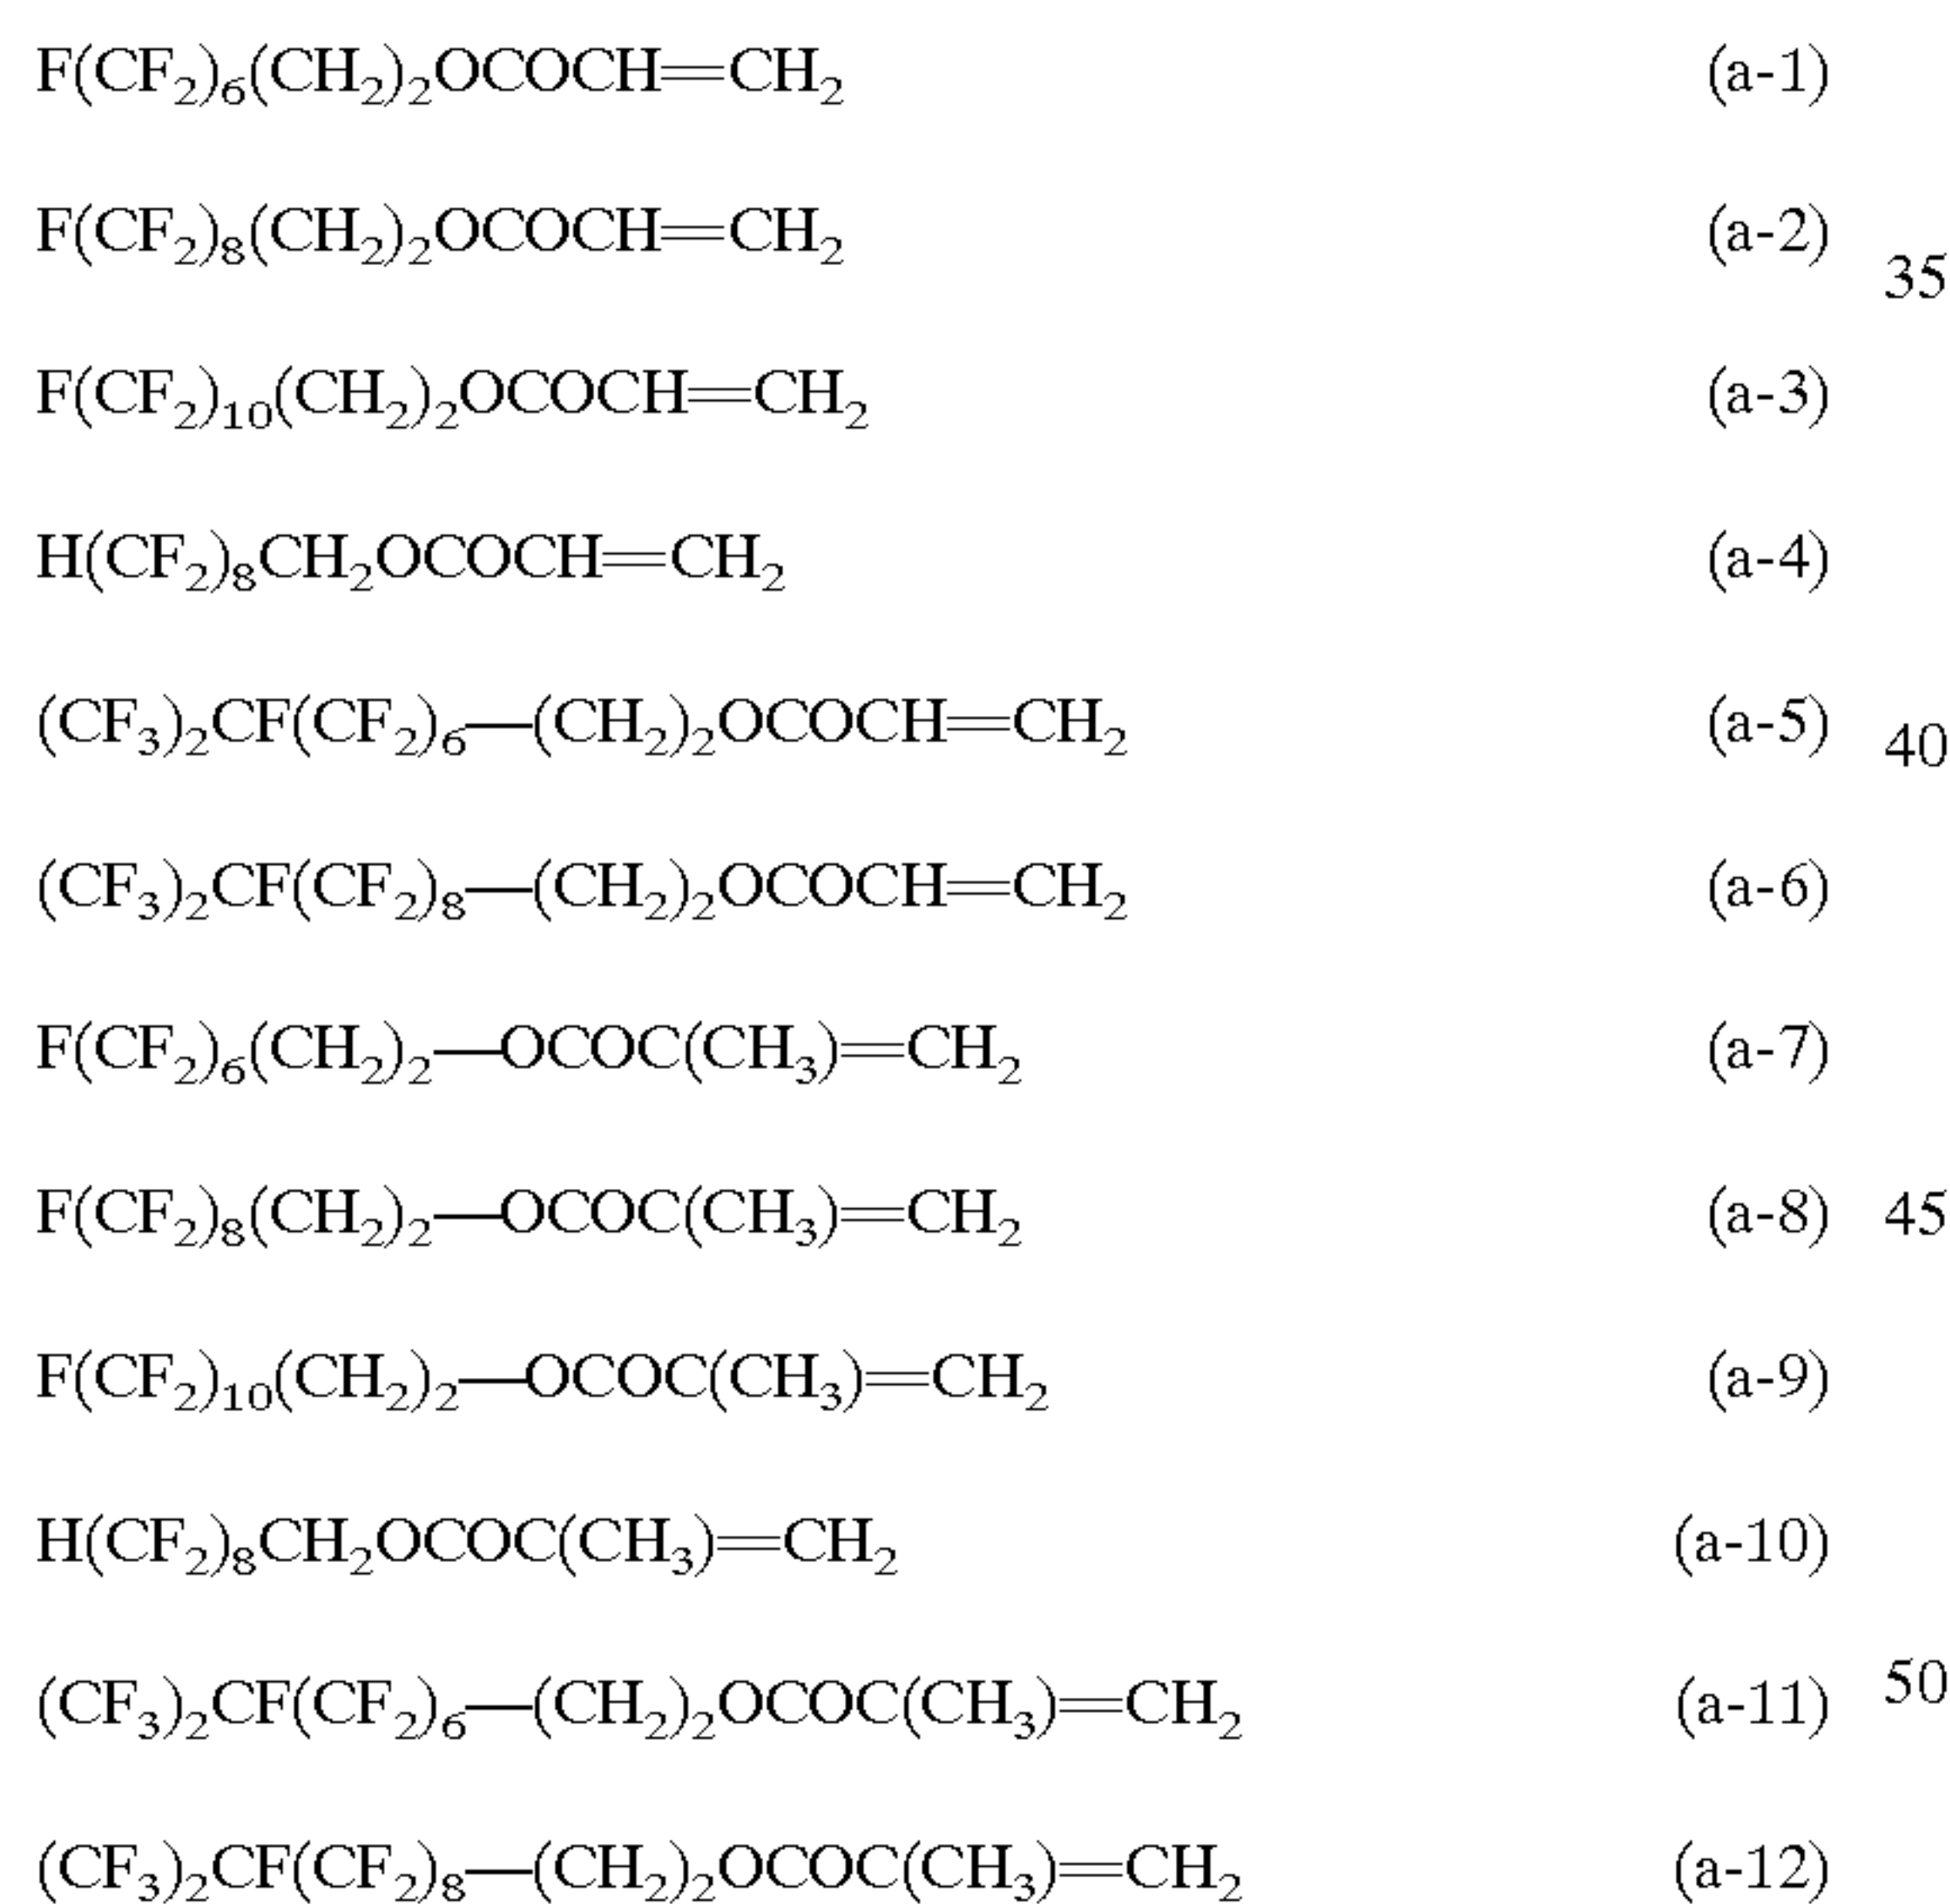 F(CF₂)₆(CH₂)₂OCOCH=CH₂ (a-1)
F(CF₂)₈(CH₂)₂OCOCH=CH₂ (a-2)
35
F(CF₂)₁₀(CH₂)₂OCOCH=CH₂ (a-3)
H(CF₂)₈CH₂OCOCH=CH₂ (a-4)
(CF₃)₂CF(CF₂)₆—(CH₂)₂OCOCH=CH₂ (a-5) 40
(CF₃)₂CF(CF₂)₈—(CH₂)₂OCOCH=CH₂ (a-6)
F(CF₂)₆(CH₂)₂—OCOC(CH₃)=CH₂ (a-7)
F(CF₂)₈(CH₂)₂—OCOC(CH₃)=CH₂ (a-8) 45
F(CF₂)₁₀(CH₂)₂—OCOC(CH₃)=CH₂ (a-9)
H(CF₂)₈CH₂OCOC(CH₃)=CH₂ (a-10)
(CF₃)₂CF(CF₂)₆—(CH₂)₂OCOC(CH₃)=CH₂ (a-11) 50
(CF₃)₂CF(CF₂)₈—(CH₂)₂OCOC(CH₃)=CH₂ (a-12)